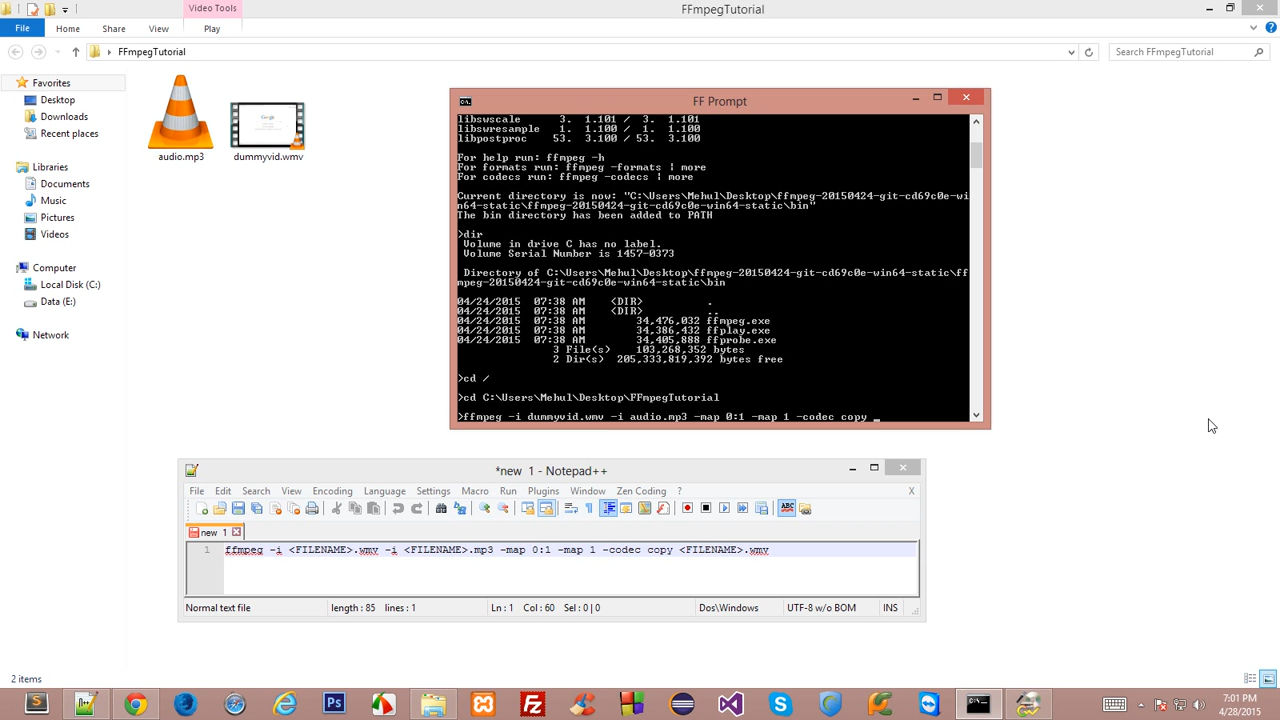 Video Tools
FFmpegTutorial
File
Home
Share
View
Play
FFmpegTutorial
Search FFmpegTutorial
Favorites
Desktop
Downloads
Recent places
Libraries
Documents
Music
Pictures
Videos
Computer
Local Disk (C:)
Data (E:)
Network
audio.mp3
dummyvid.wmv
FF Prompt
libswscale 3. 1.101 / 3. 1.101
libswresample 1. 1.100 / 1. 1.100
libpostproc 53. 3.100 / 53. 3.100
For help run: ffmpeg -h
For formats run: ffmpeg -formats | more
For codecs run: ffmpeg -codecs | more
Current directory is now: "C:\Users\Mehul\Desktop\ffmpeg-20150424-git-cd69c0e-wi
n64-static\ffmpeg-20150424-git-cd69c0e-win64-static\bin"
The bin directory has been added to PATH
>dir
Volume in drive C has no label.
Volume Serial Number is 1457-0373
Directory of C:\Users\Mehul\Desktop\ffmpeg-20150424-git-cd69c0e-win64-static\ff
mpeg-20150424-git-cd69c0e-win64-static\bin
04/24/2015 07:38 AM <DIR> .
04/24/2015 07:38 AM <DIR> ..
04/24/2015 07:38 AM 34,476,032 ffmpeg.exe
04/24/2015 07:38 AM 34,386,432 ffplay.exe
04/24/2015 07:38 AM 34,405,888 ffprobe.exe
3 File(s) 103,268,352 bytes
2 Dir(s) 205,333,819,392 bytes free
>cd /
>cd C:\Users\Mehul\Desktop\FFmpegTutorial
>ffmpeg -i dummyvid.wmv -i audio.mp3 -map 0:1 -map 1 -codec copy _
*new 1 - Notepad++
File Edit Search View Encoding Language Settings Macro Run Plugins Window Zen Coding ? X
new 1
1 ffmpeg -i <FILENAME>.wmv -i <FILENAME>.mp3 -map 0:1 -map 1 -codec copy <FILENAME>.wmv
Normal text file length : 85 lines : 1 Ln : 1 Col : 60 Sel : 0 | 0 Dos\Windows UTF-8 w/o BOM INS
2 items
7:01 PM
4/28/2015